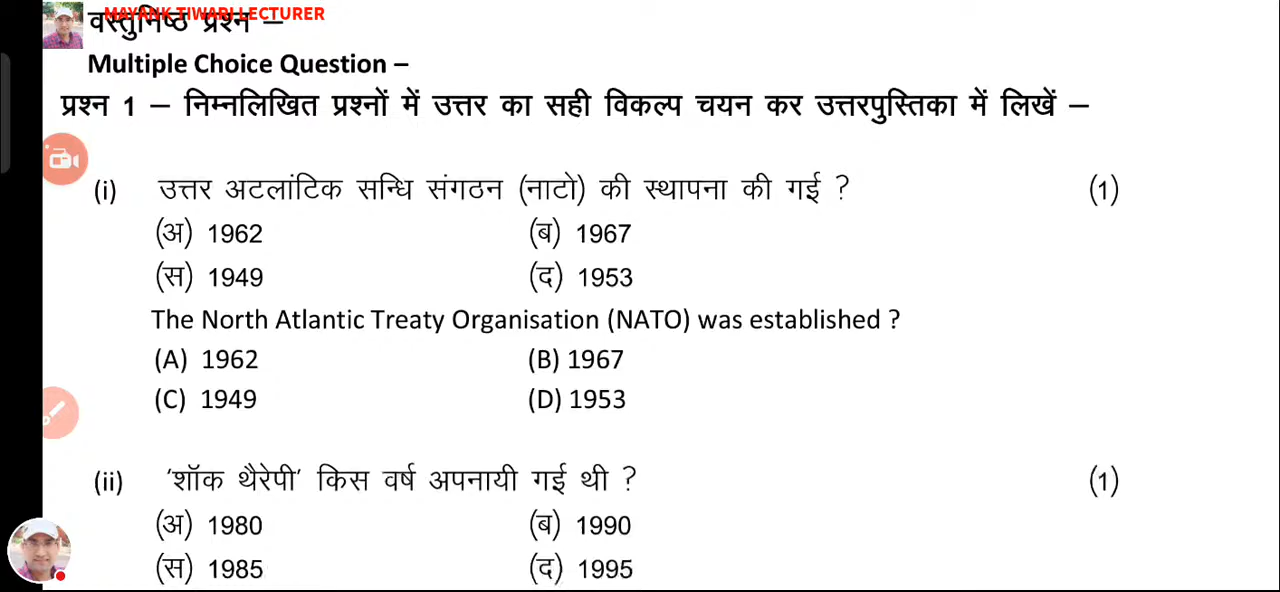 MAYANK TIWARI LECTURER
वस्तुनिष्ठ प्रश्न –
Multiple Choice Question –
प्रश्न 1 – निम्नलिखित प्रश्नों में उत्तर का सही विकल्प चयन कर उत्तरपुस्तिका में लिखें –
(i) उत्तर अटलांटिक सन्धि संगठन (नाटो) की स्थापना की गई ? (1)
(अ) 1962 (ब) 1967
(स) 1949 (द) 1953
The North Atlantic Treaty Organisation (NATO) was established ?
(A) 1962 (B) 1967
(C) 1949 (D) 1953
(ii) 'शॉक थैरेपी' किस वर्ष अपनायी गई थी ? (1)
(अ) 1980 (ब) 1990
(स) 1985 (द) 1995